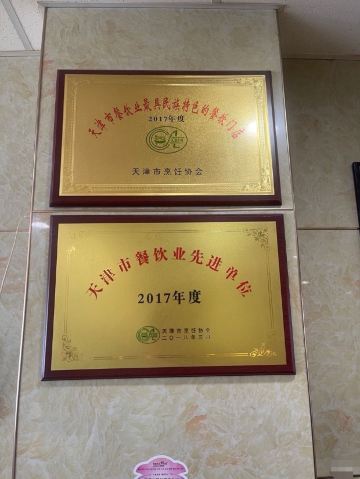 天津市餐饮业最具民族特色的餐饮门店
2017年度
天津市烹饪协会
天津市餐饮业先进单位
2017年度
天津市烹饪协会
二〇一八年三月